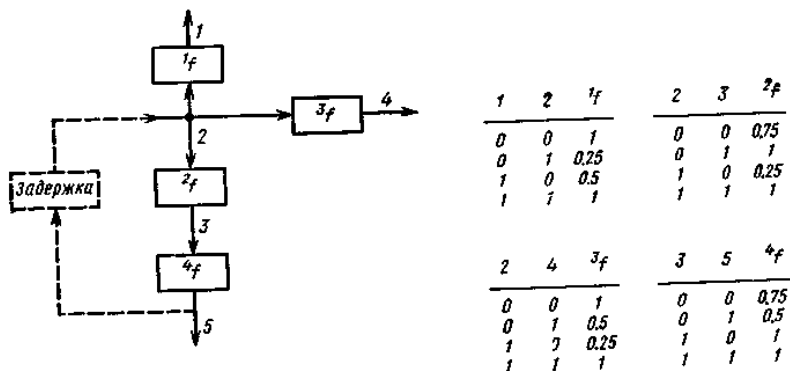 1
¹f
³f
4
2
Задержка
²f
3
⁴f
5
1 2 ¹f
0 0 1
0 1 0,25
1 0 0.5
1 1 1
2 3 ²f
0 0 0,75
0 1 1
1 0 0,25
1 1 1
2 4 ³f
0 0 1
0 1 0.5
1 0 0.25
1 1 1
3 5 ⁴f
0 0 0,75
0 1 0,5
1 0 1
1 1 1